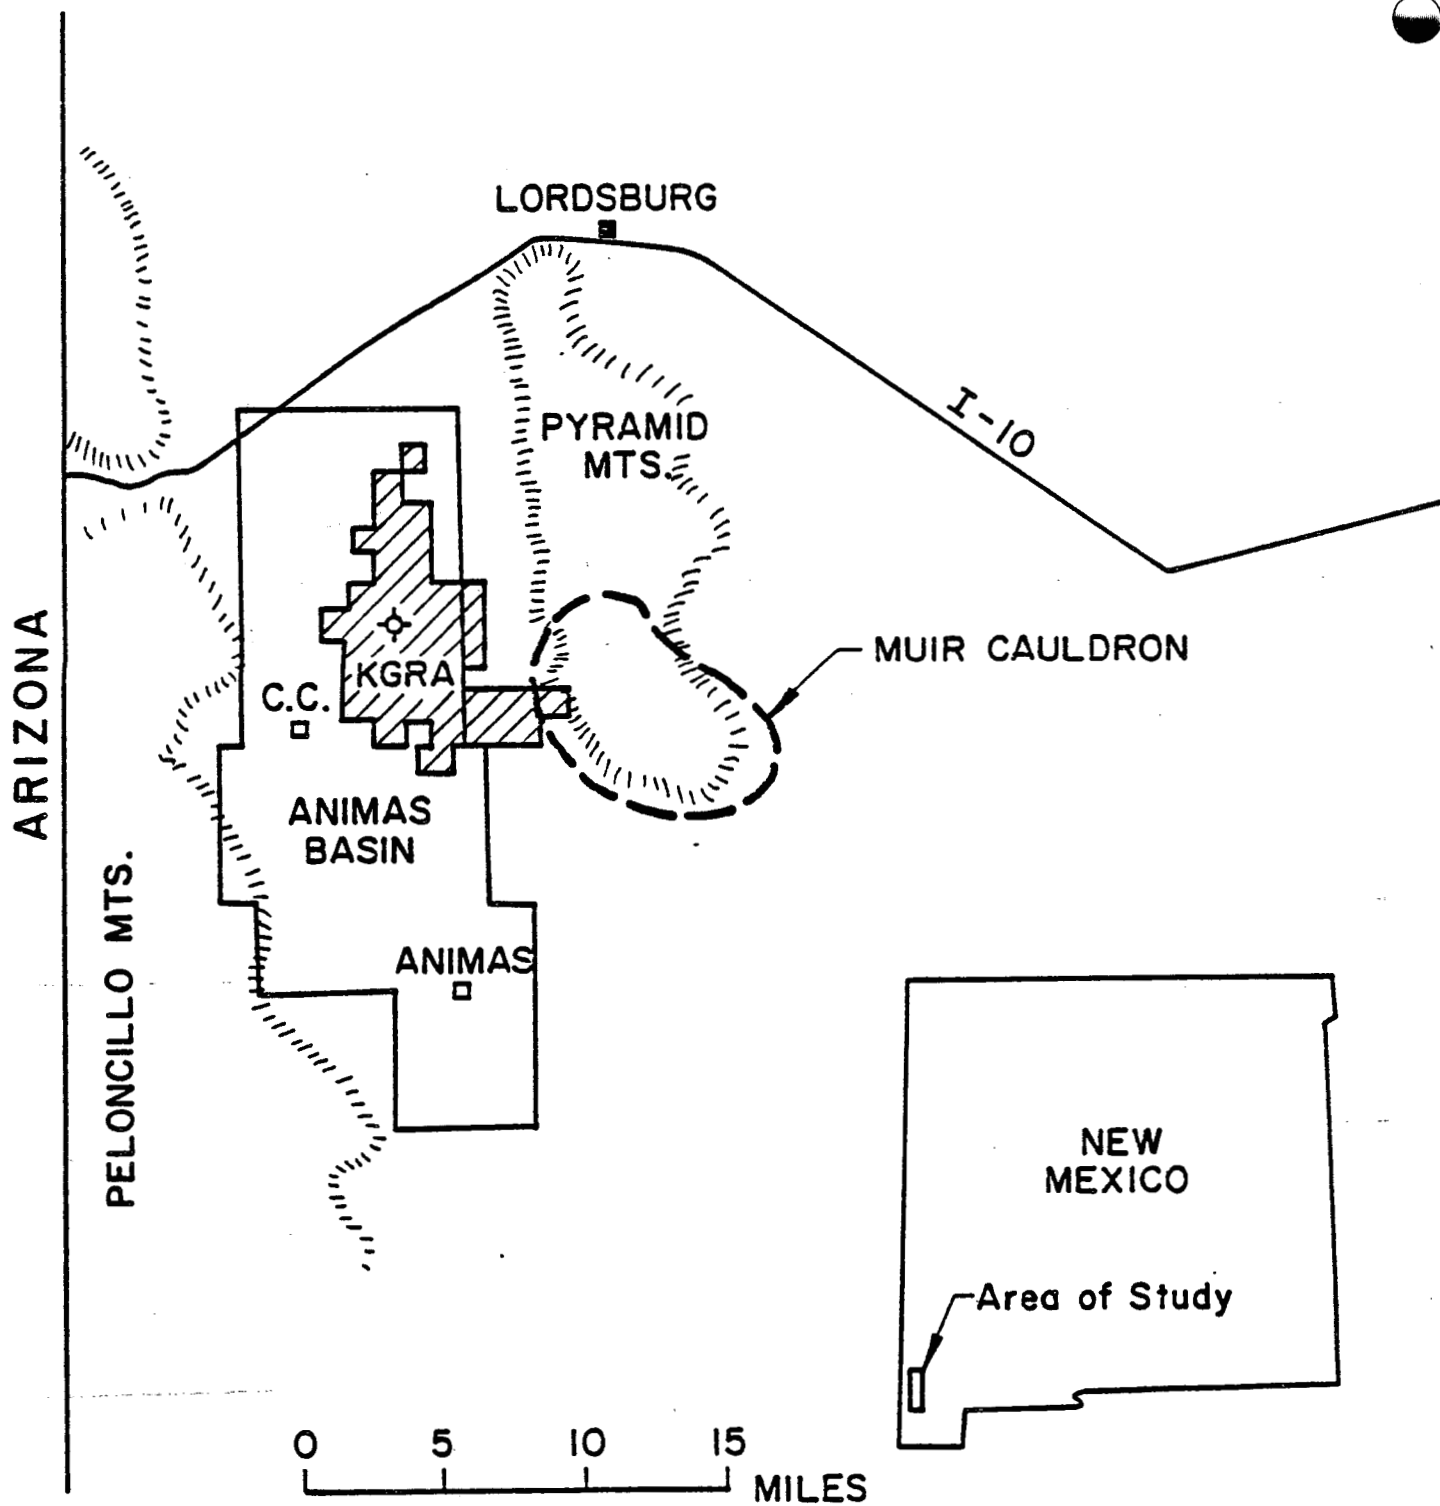 LORDSBURG
I-10
PYRAMID
MTS.
ARIZONA
MUIR CAULDRON
KGRA
C.C.
ANIMAS
BASIN
PELONCILLO MTS.
ANIMAS
NEW
MEXICO
Area of Study
0 5 10 15
MILES